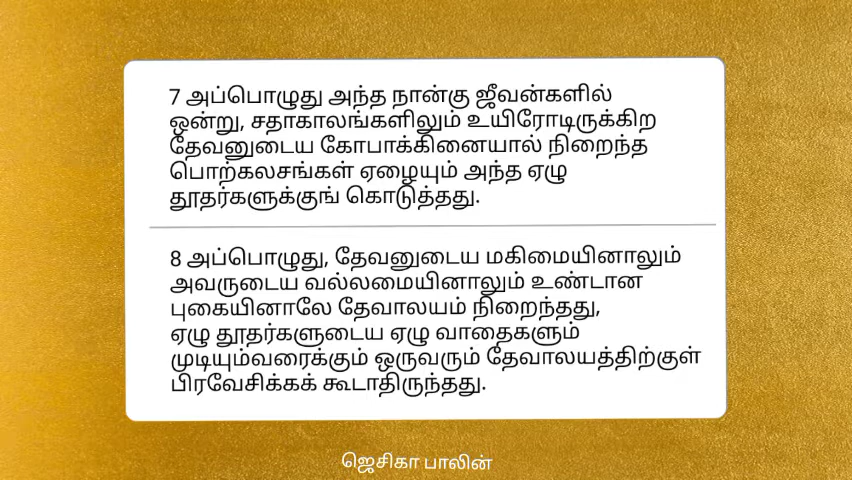 7 அப்பொழுது அந்த நான்கு ஜீவன்களில்
ஒன்று, சதாகாலங்களிலும் உயிரோடிருக்கிற
தேவனுடைய கோபாக்கினையால் நிறைந்த
பொற்கலசங்கள் ஏழையும் அந்த ஏழு
தூதர்களுக்குங் கொடுத்தது.
8 அப்பொழுது, தேவனுடைய மகிமையினாலும்
அவருடைய வல்லமையினாலும் உண்டான
புகையினாலே தேவாலயம் நிறைந்தது,
ஏழு தூதர்களுடைய ஏழு வாதைகளும்
முடியும்வரைக்கும் ஒருவரும் தேவாலயத்திற்குள்
பிரவேசிக்கக் கூடாதிருந்தது.
ஜெசிகா பாலின்